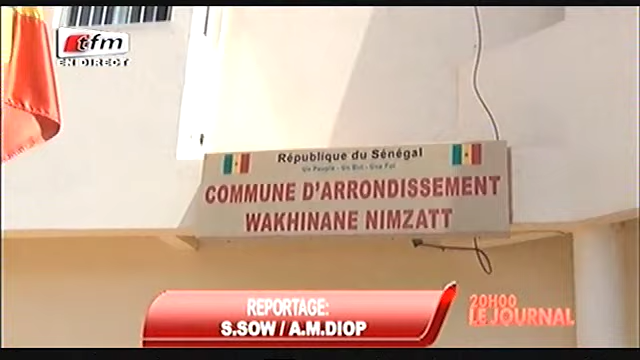 tfm
EN DIRECT
République du Sénégal
Un Peuple - Un But - Une Foi
COMMUNE D'ARRONDISSEMENT
WAKHINANE NIMZATT
REPORTAGE:
S.SOW / A.M.DIOP
20H00
LE JOURNAL